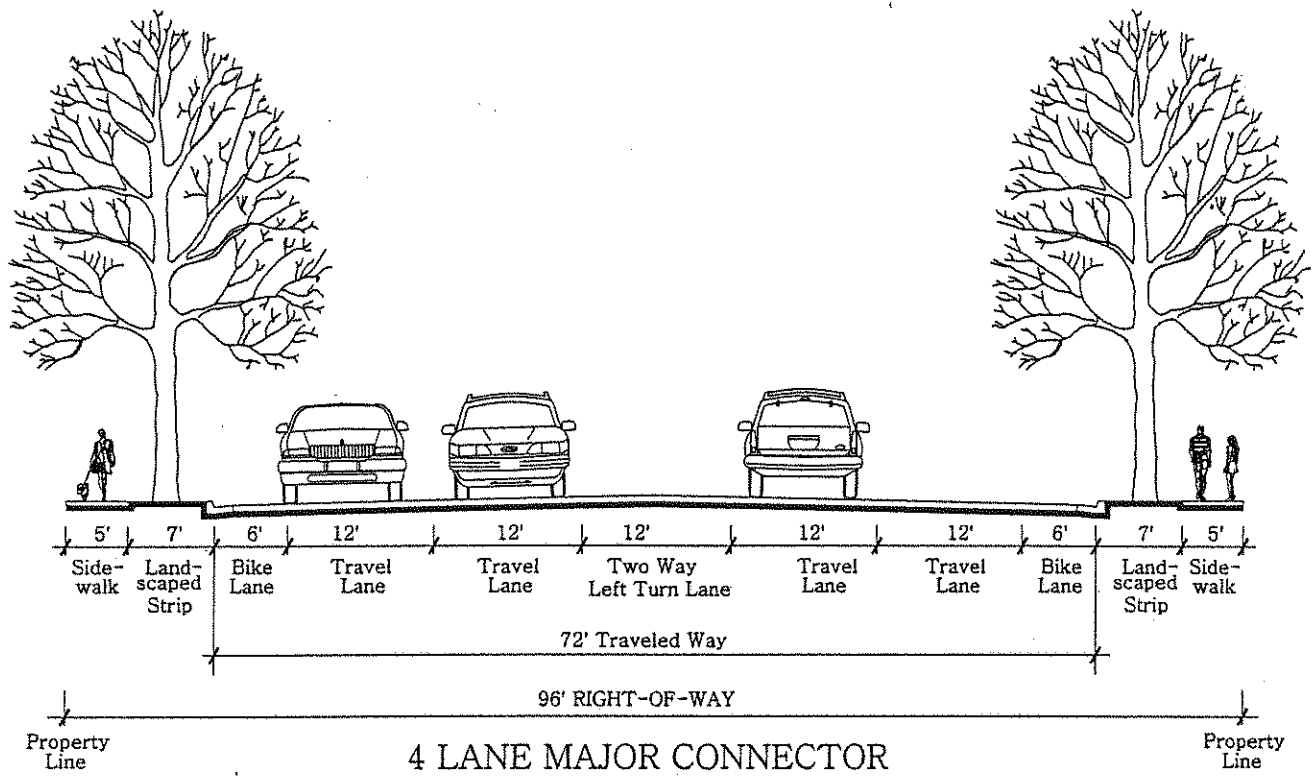 5' 7' 6' 12' 12' 12' 12' 12' 6' 7' 5'
Side-
walk
Land-
scaped
Strip
Bike
Lane
Travel
Lane
Travel
Lane
Two Way
Left Turn Lane
Travel
Lane
Travel
Lane
Bike
Lane
Land-
scaped
Strip
Side-
walk
72' Traveled Way
96' RIGHT-OF-WAY
Property
Line
4 LANE MAJOR CONNECTOR
Property
Line